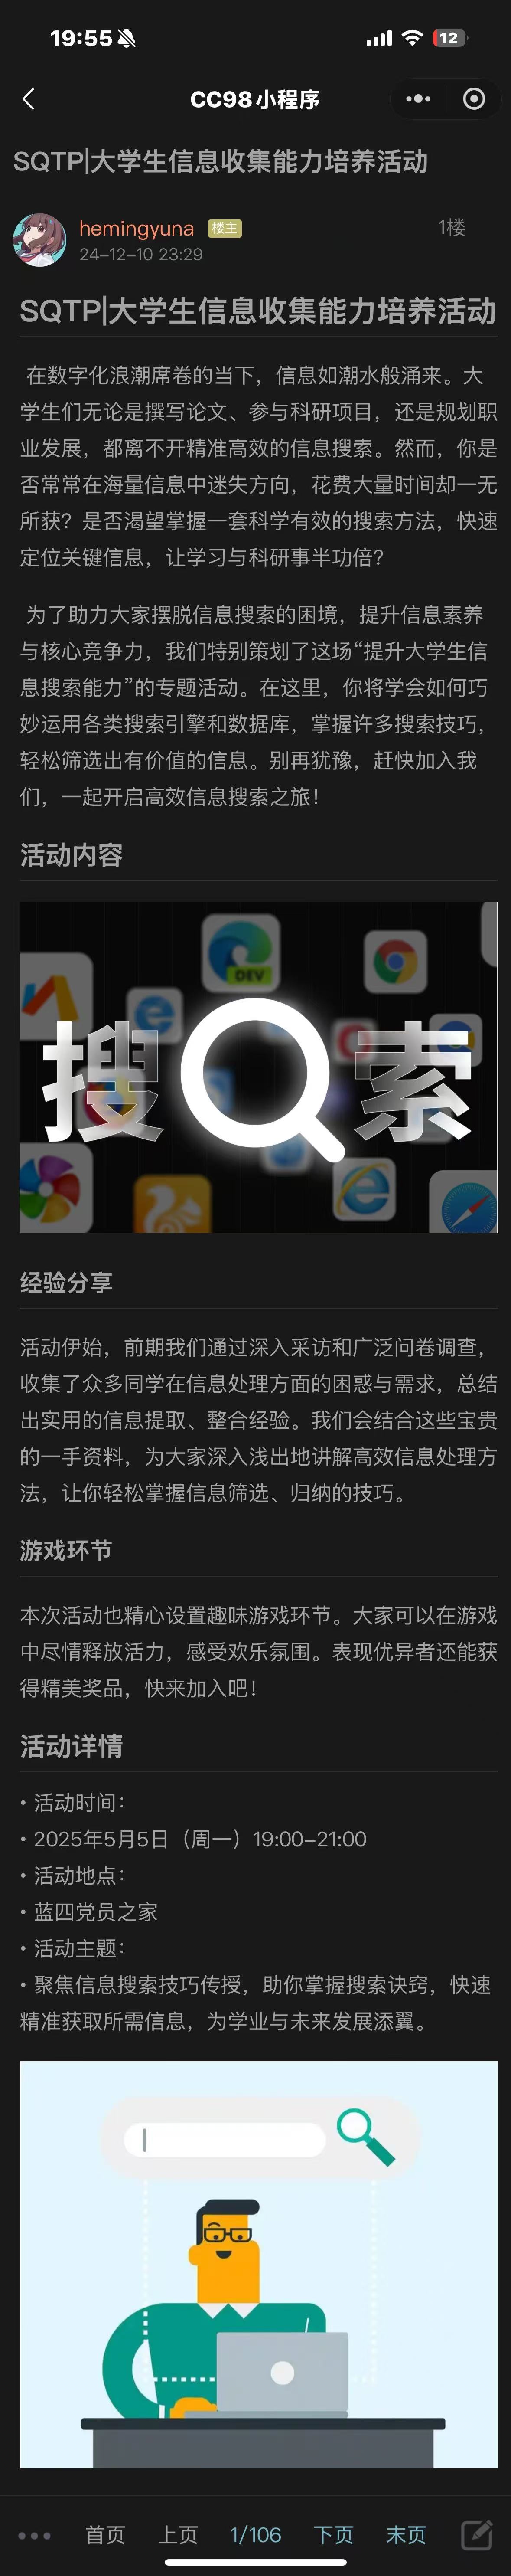 19:55
12
CC98小程序
SQTP|大学生信息收集能力培养活动
hemingyuna 楼主
1楼
24-12-10 23:29
SQTP|大学生信息收集能力培养活动
在数字化浪潮席卷的当下，信息如潮水般涌来。大
学生们无论是撰写论文、参与科研项目，还是规划职
业发展，都离不开精准高效的信息搜索。然而，你是
否常常在海量信息中迷失方向，花费大量时间却一无
所获？是否渴望掌握一套科学有效的搜索方法，快速
定位关键信息，让学习与科研事半功倍？
为了助力大家摆脱信息搜索的困境，提升信息素养
与核心竞争力，我们特别策划了这场“提升大学生信
息搜索能力”的专题活动。在这里，你将学会如何巧
妙运用各类搜索引擎和数据库，掌握许多搜索技巧，
轻松筛选出有价值的信息。别再犹豫，赶快加入我
们，一起开启高效信息搜索之旅！
活动内容
DEV
搜索
经验分享
活动伊始，前期我们通过深入采访和广泛问卷调查，
收集了众多同学在信息处理方面的困惑与需求，总结
出实用的信息提取、整合经验。我们会结合这些宝贵
的一手资料，为大家深入浅出地讲解高效信息处理方
法，让你轻松掌握信息筛选、归纳的技巧。
游戏环节
本次活动也精心设置趣味游戏环节。大家可以在游戏
中尽情释放活力，感受欢乐氛围。表现优异者还能获
得精美奖品，快来加入吧！
活动详情
• 活动时间：
• 2025年5月5日（周一）19:00-21:00
• 活动地点：
• 蓝四党员之家
• 活动主题：
• 聚焦信息搜索技巧传授，助你掌握搜索诀窍，快速
精准获取所需信息，为学业与未来发展添翼。
首页 上页 1/106 下页 末页